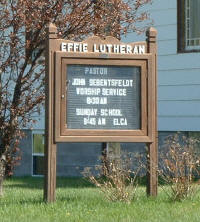 EFFIE LUTHERAN
PASTOR
JOHN SEBENTSFELDT
WORSHIP SERVICE
8:30 AM
SUNDAY SCHOOL
9:45 AM ELCA